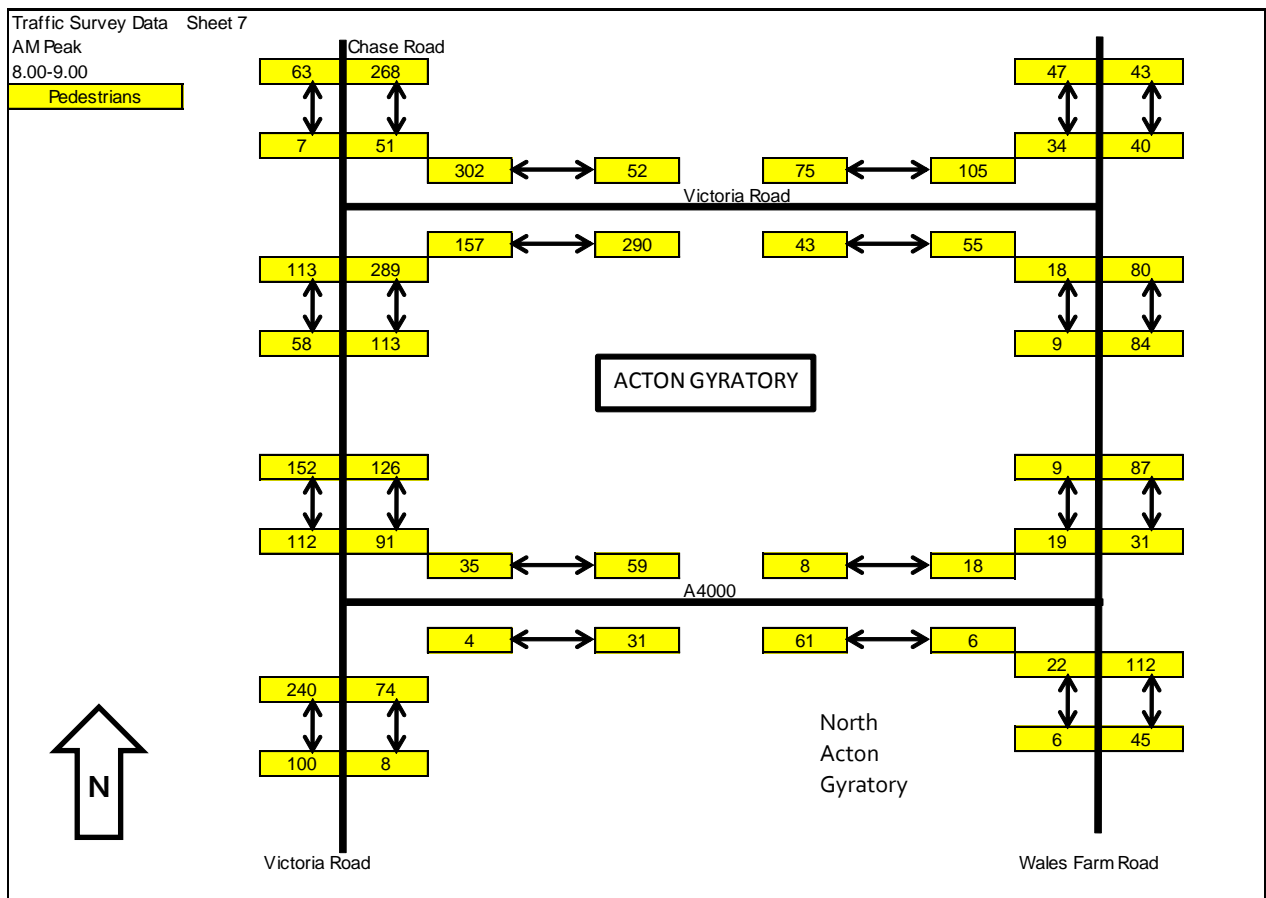 Traffic Survey Data Sheet 7
AM Peak
Chase Road
8.00-9.00
63 268 47 43
Pedestrians
7 51 34 40
302 52 75 105
Victoria Road
157 290 43 55
113 289 18 80
58 113 9 84
ACTON GYRATORY
152 126 9 87
112 91 19 31
35 59 8 18
A4000
4 31 61 6
22 112
240 74
North
Acton
Gyratory
6 45
100 8
N
Victoria Road
Wales Farm Road